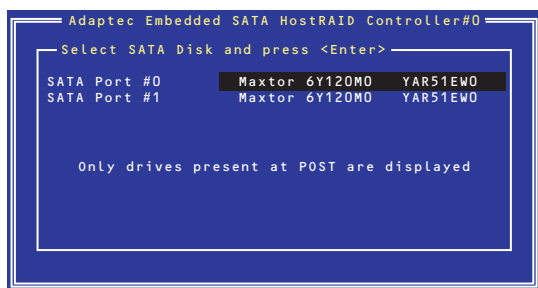 Adaptec Embedded SATA HostRAID Controller#0
Select SATA Disk and press <Enter>
SATA Port #0 Maxtor 6Y120M0 YAR51EW0
SATA Port #1 Maxtor 6Y120M0 YAR51EW0
Only drives present at POST are displayed